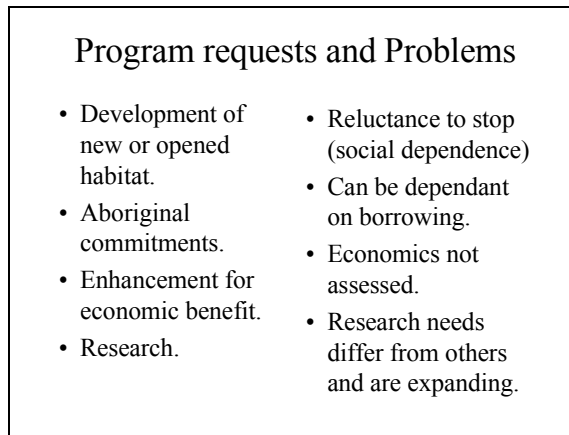 Program requests and Problems
• Development of
new or opened
habitat.
• Aboriginal
commitments.
• Enhancement for
economic benefit.
• Research.
• Reluctance to stop
(social dependence)
• Can be dependant
on borrowing.
• Economics not
assessed.
• Research needs
differ from others
and are expanding.